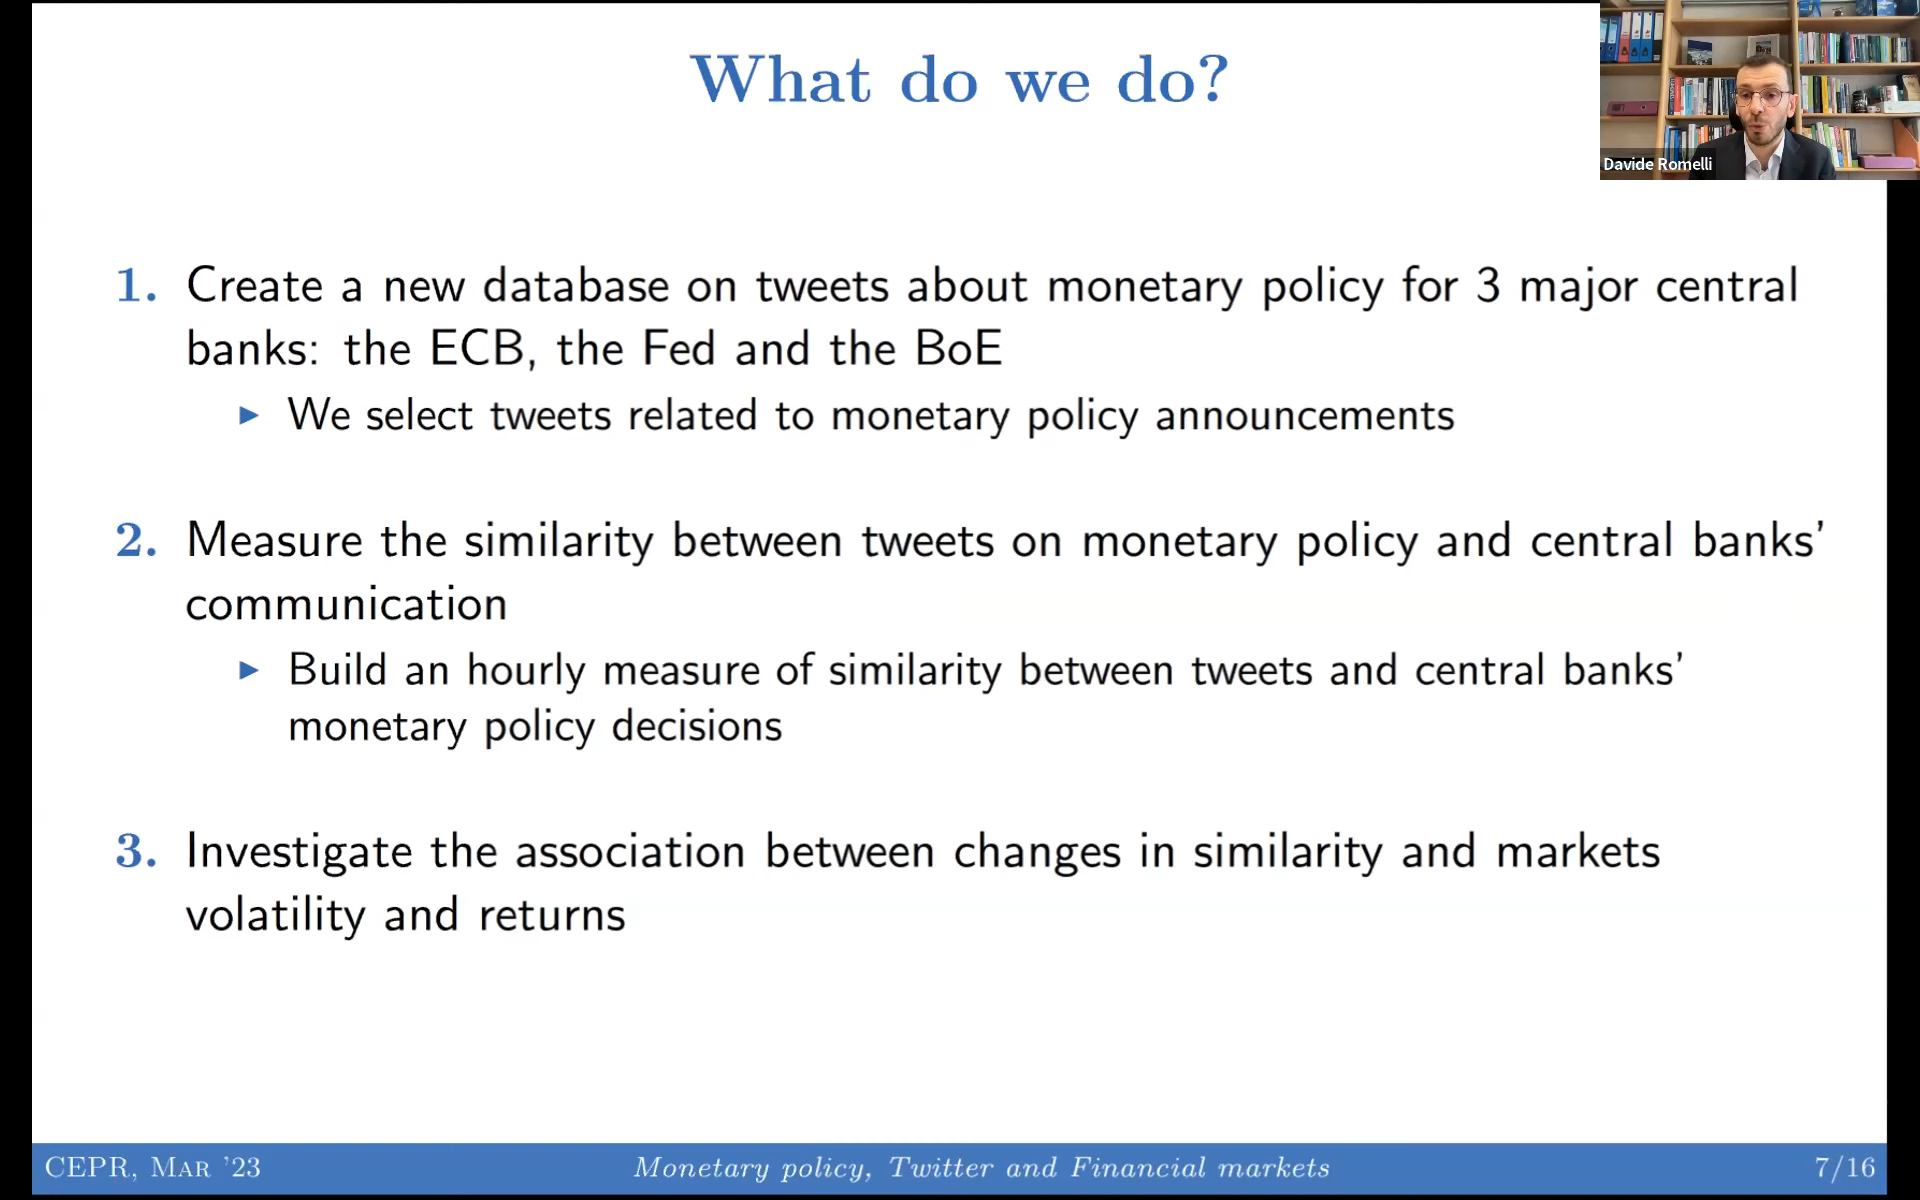 What do we do?
Davide Romelli
1. Create a new database on tweets about monetary policy for 3 major central
banks: the ECB, the Fed and the BoE
▶ We select tweets related to monetary policy announcements
2. Measure the similarity between tweets on monetary policy and central banks’
communication
▶ Build an hourly measure of similarity between tweets and central banks’
monetary policy decisions
3. Investigate the association between changes in similarity and markets
volatility and returns
CEPR, Mar ’23
Monetary policy, Twitter and Financial markets
7/16